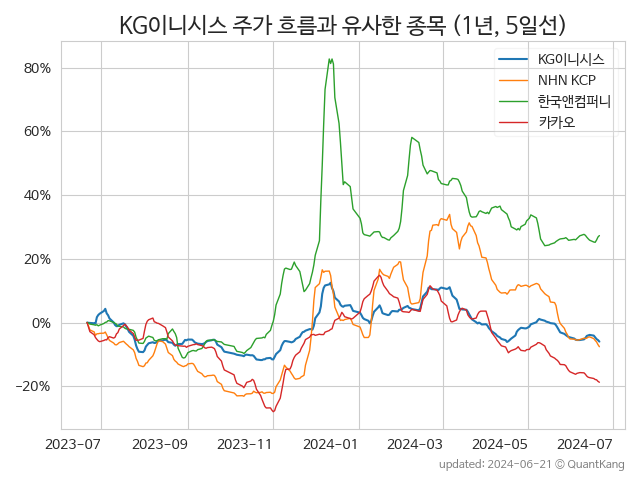 KG이니시스 주가 흐름과 유사한 종목 (1년, 5일선)
KG이니시스
NHN KCP
한국앤컴퍼니
카카오
80%
60%
40%
20%
0%
−20%
2023-07
2023-09
2023-11
2024-01
2024-03
2024-05
2024-07
updated: 2024-06-21 © QuantKang